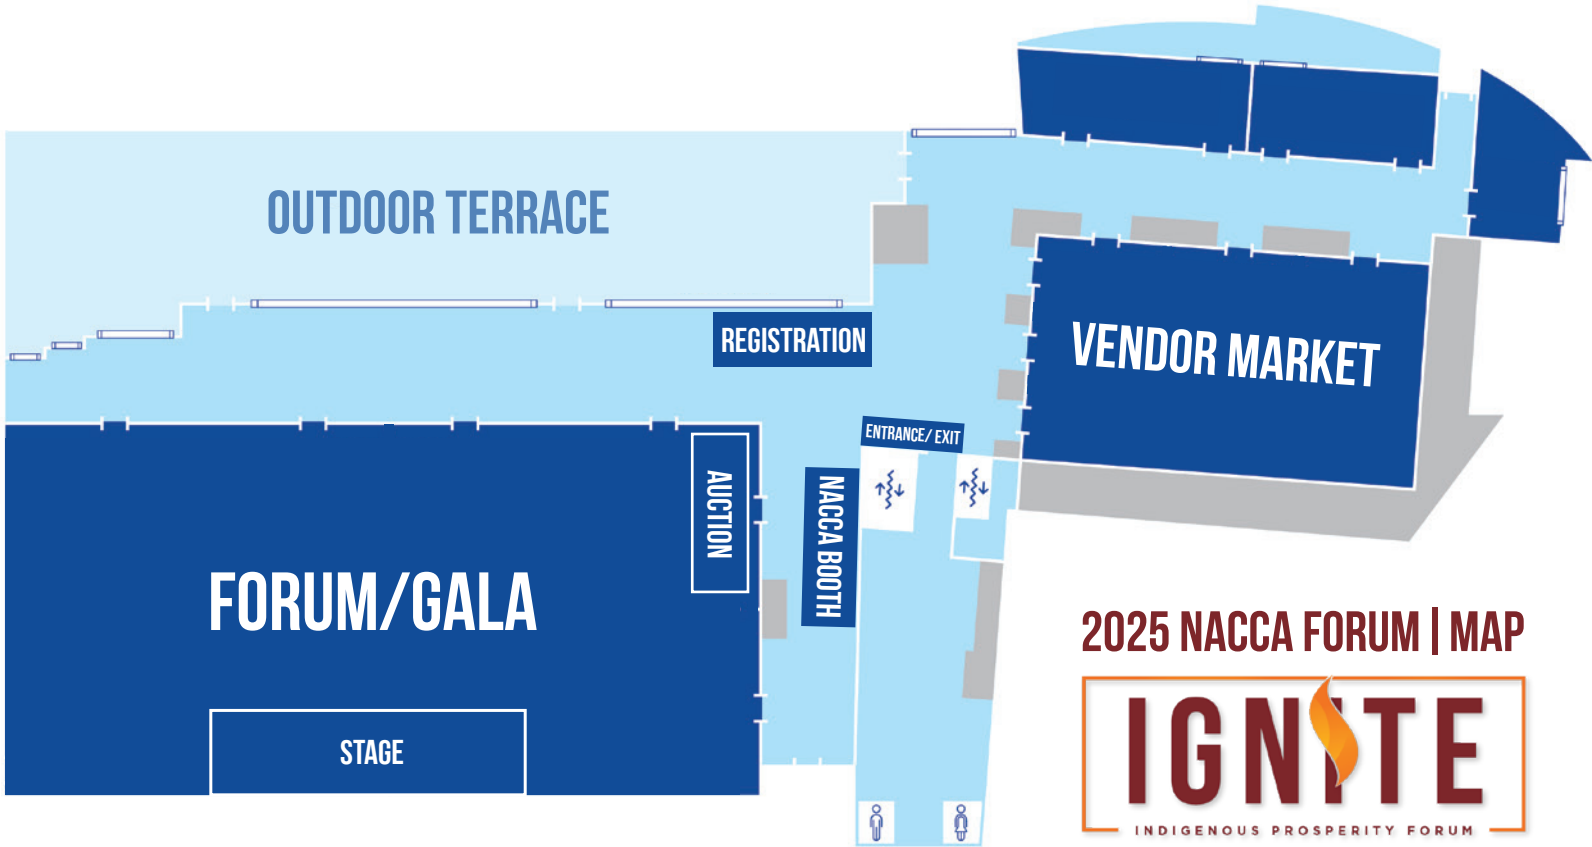 OUTDOOR TERRACE
REGISTRATION
VENDOR MARKET
ENTRANCE/ EXIT
AUCTION
NACCA BOOTH
FORUM/GALA
STAGE
2025 NACCA FORUM | MAP
IGNITE
INDIGENOUS PROSPERITY FORUM